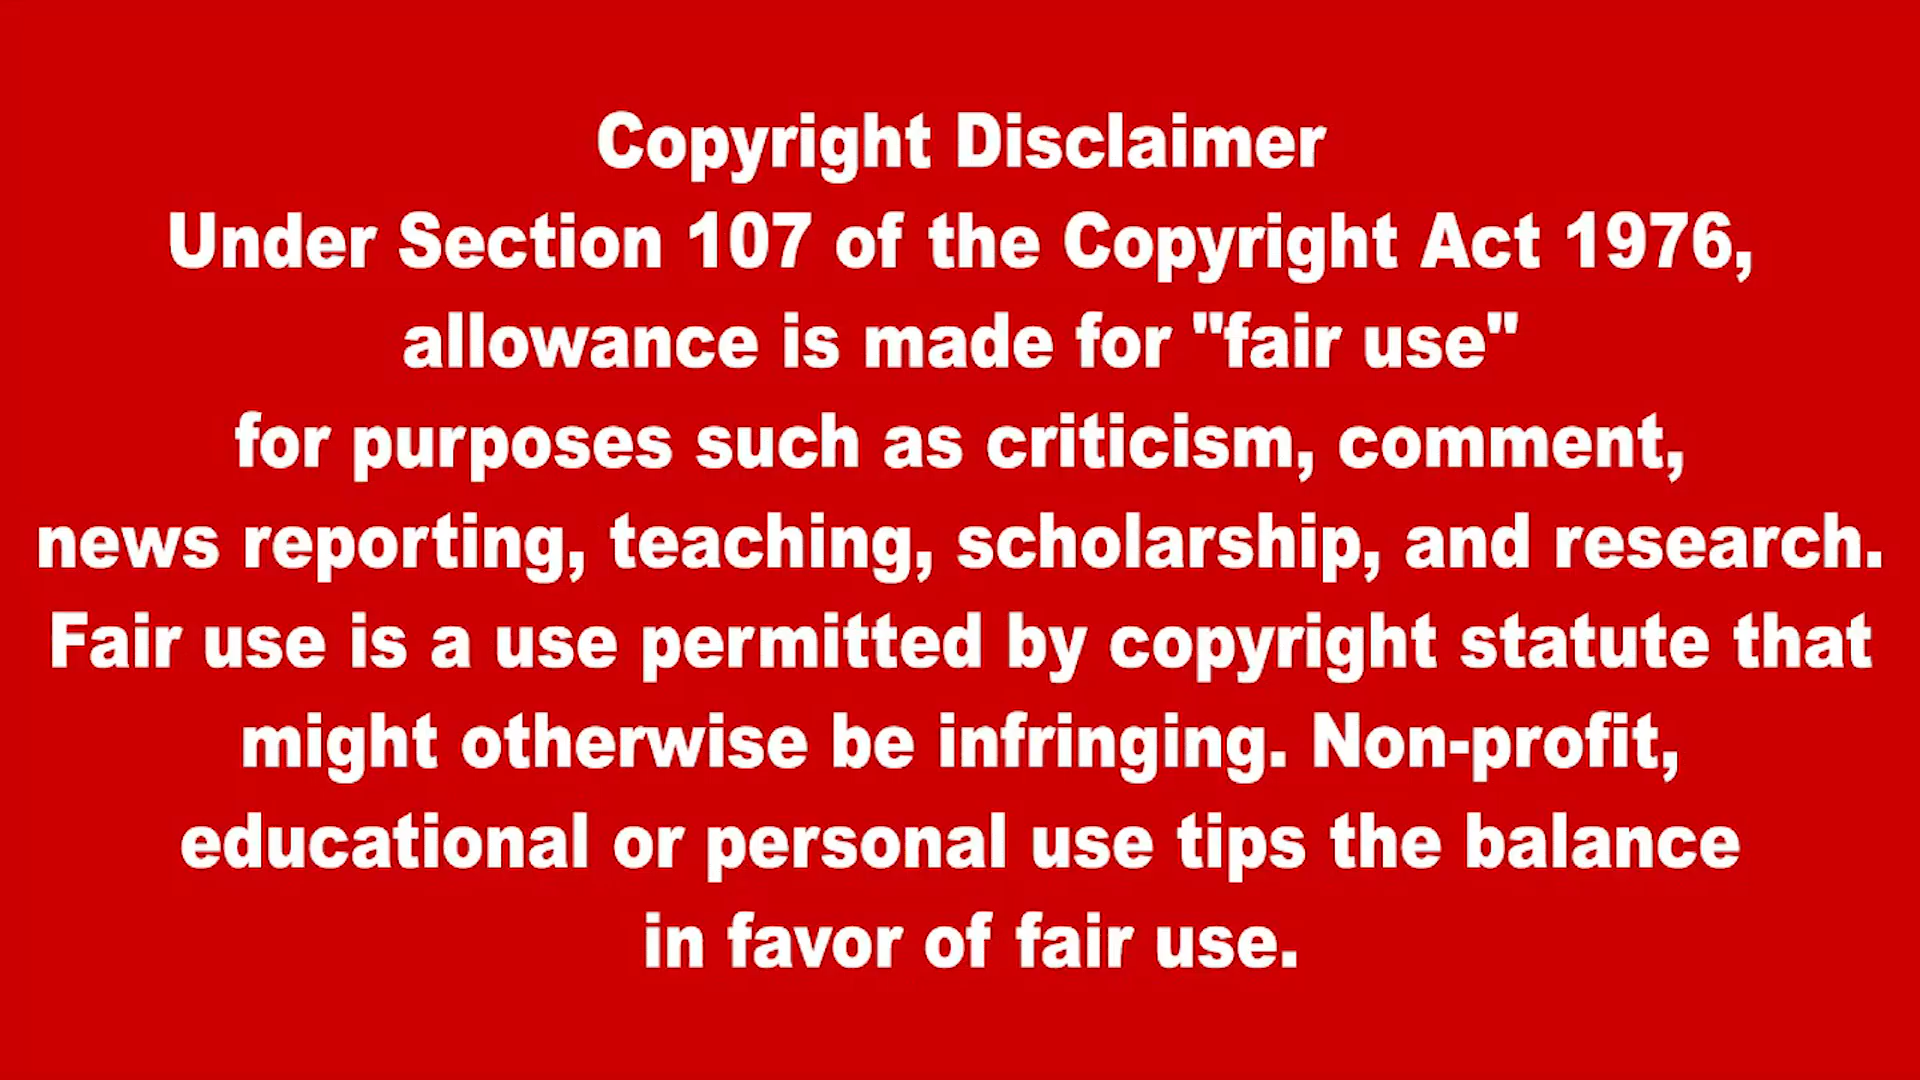 Copyright Disclaimer
Under Section 107 of the Copyright Act 1976,
allowance is made for "fair use"
for purposes such as criticism, comment,
news reporting, teaching, scholarship, and research.
Fair use is a use permitted by copyright statute that
might otherwise be infringing. Non-profit,
educational or personal use tips the balance
in favor of fair use.